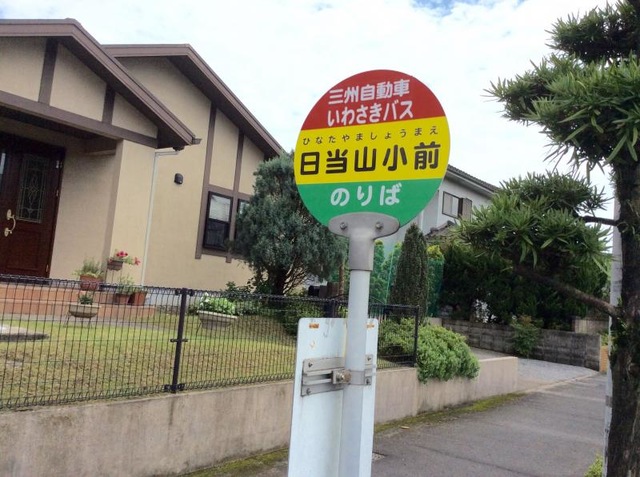 三州自動車
いわさきバス
ひなたやましょうまえ
日当山小前
のりば